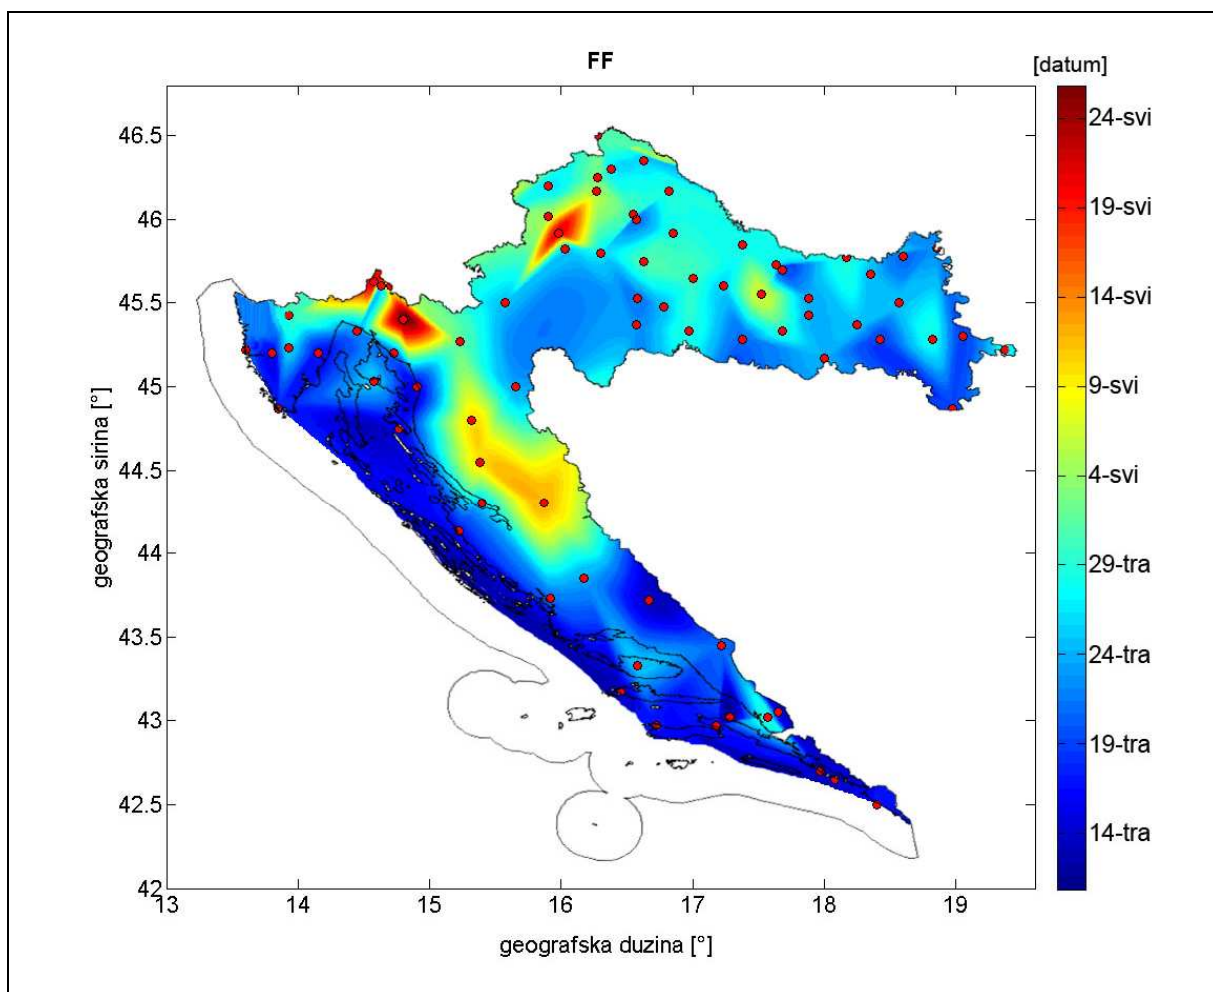 FF
[datum]
46.5
46
45.5
45
44.5
44
43.5
43
42.5
42
13
14
15
16
17
18
19
geografska sirina [°]
geografska duzina [°]
24-svi
19-svi
14-svi
9-svi
4-svi
29-tra
24-tra
19-tra
14-tra